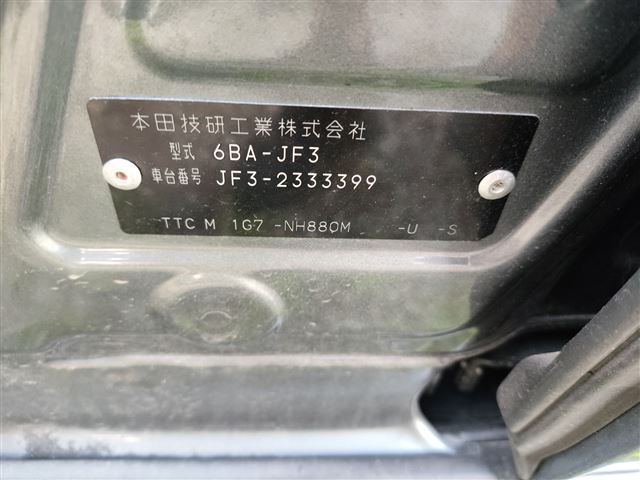 本田技研工業株式会社
型式 6BA-JF3
車台番号 JF3-2333399
TTC M 1G7 -NH880M -U -S